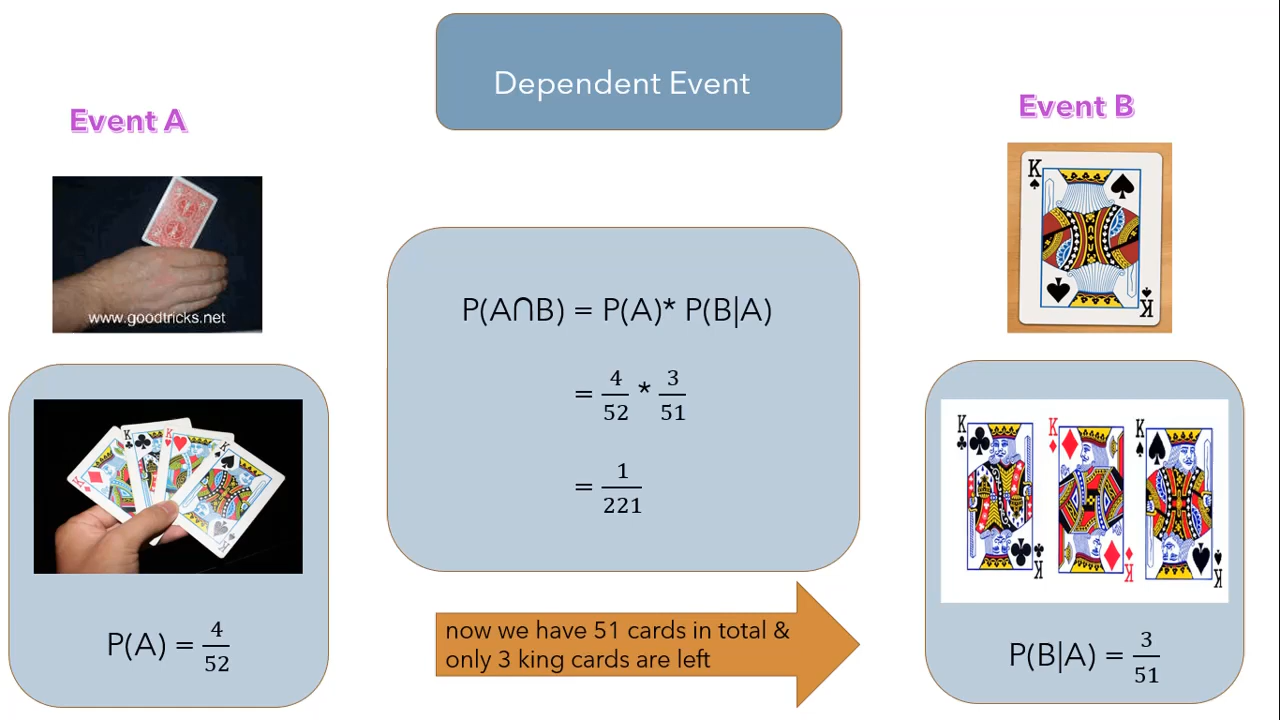 Dependent Event
Event A
Event B
www.goodtricks.net
K
K
K
K
K
K
P(A∩B) = P(A)* P(B|A)
= 4/52 * 3/51
= 1/221
K
K
K
K
K
K
P(A) = 4/52
now we have 51 cards in total &
only 3 king cards are left
P(B|A) = 3/51